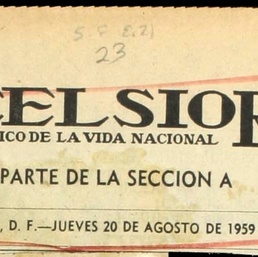 S. F E.21
23
CELSIOR
ICO DE LA VIDA NACIONAL
PARTE DE LA SECCION A
, D. F.—JUEVES 20 DE AGOSTO DE 1959